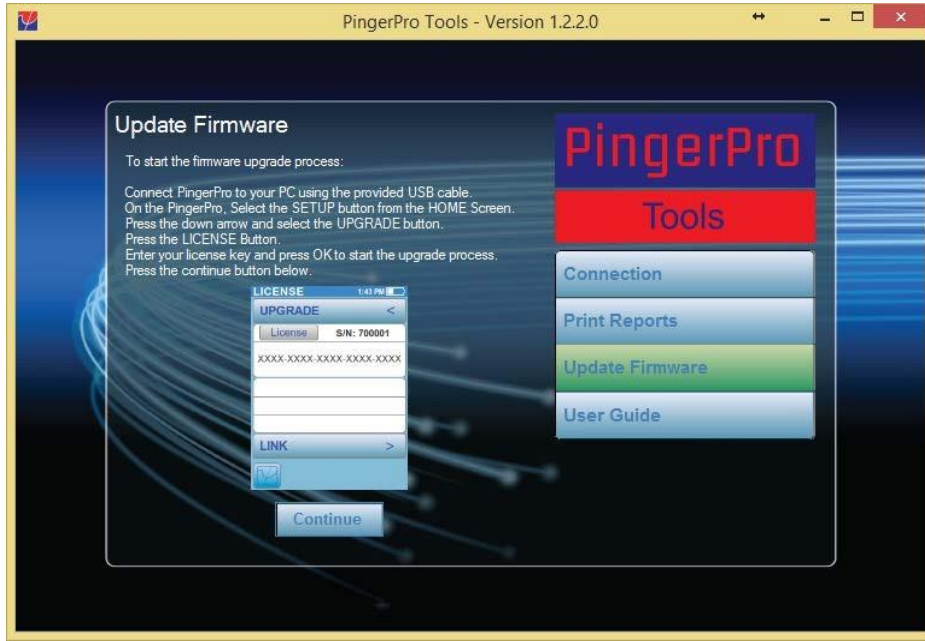 PingerPro Tools - Version 1.2.2.0
Update Firmware
To start the firmware upgrade process:
Connect PingerPro to your PC using the provided USB cable.
On the PingerPro, Select the SETUP button from the HOME Screen.
Press the down arrow and select the UPGRADE button.
Press the LICENSE Button.
Enter your license key and press OK to start the upgrade process.
Press the continue button below.
LICENSE 1:43 PM
UPGRADE <
License S/N: 700001
XXXX-XXXX-XXXX-XXXX-XXXX
LINK >
Continue
PingerPro
Tools
Connection
Print Reports
Update Firmware
User Guide